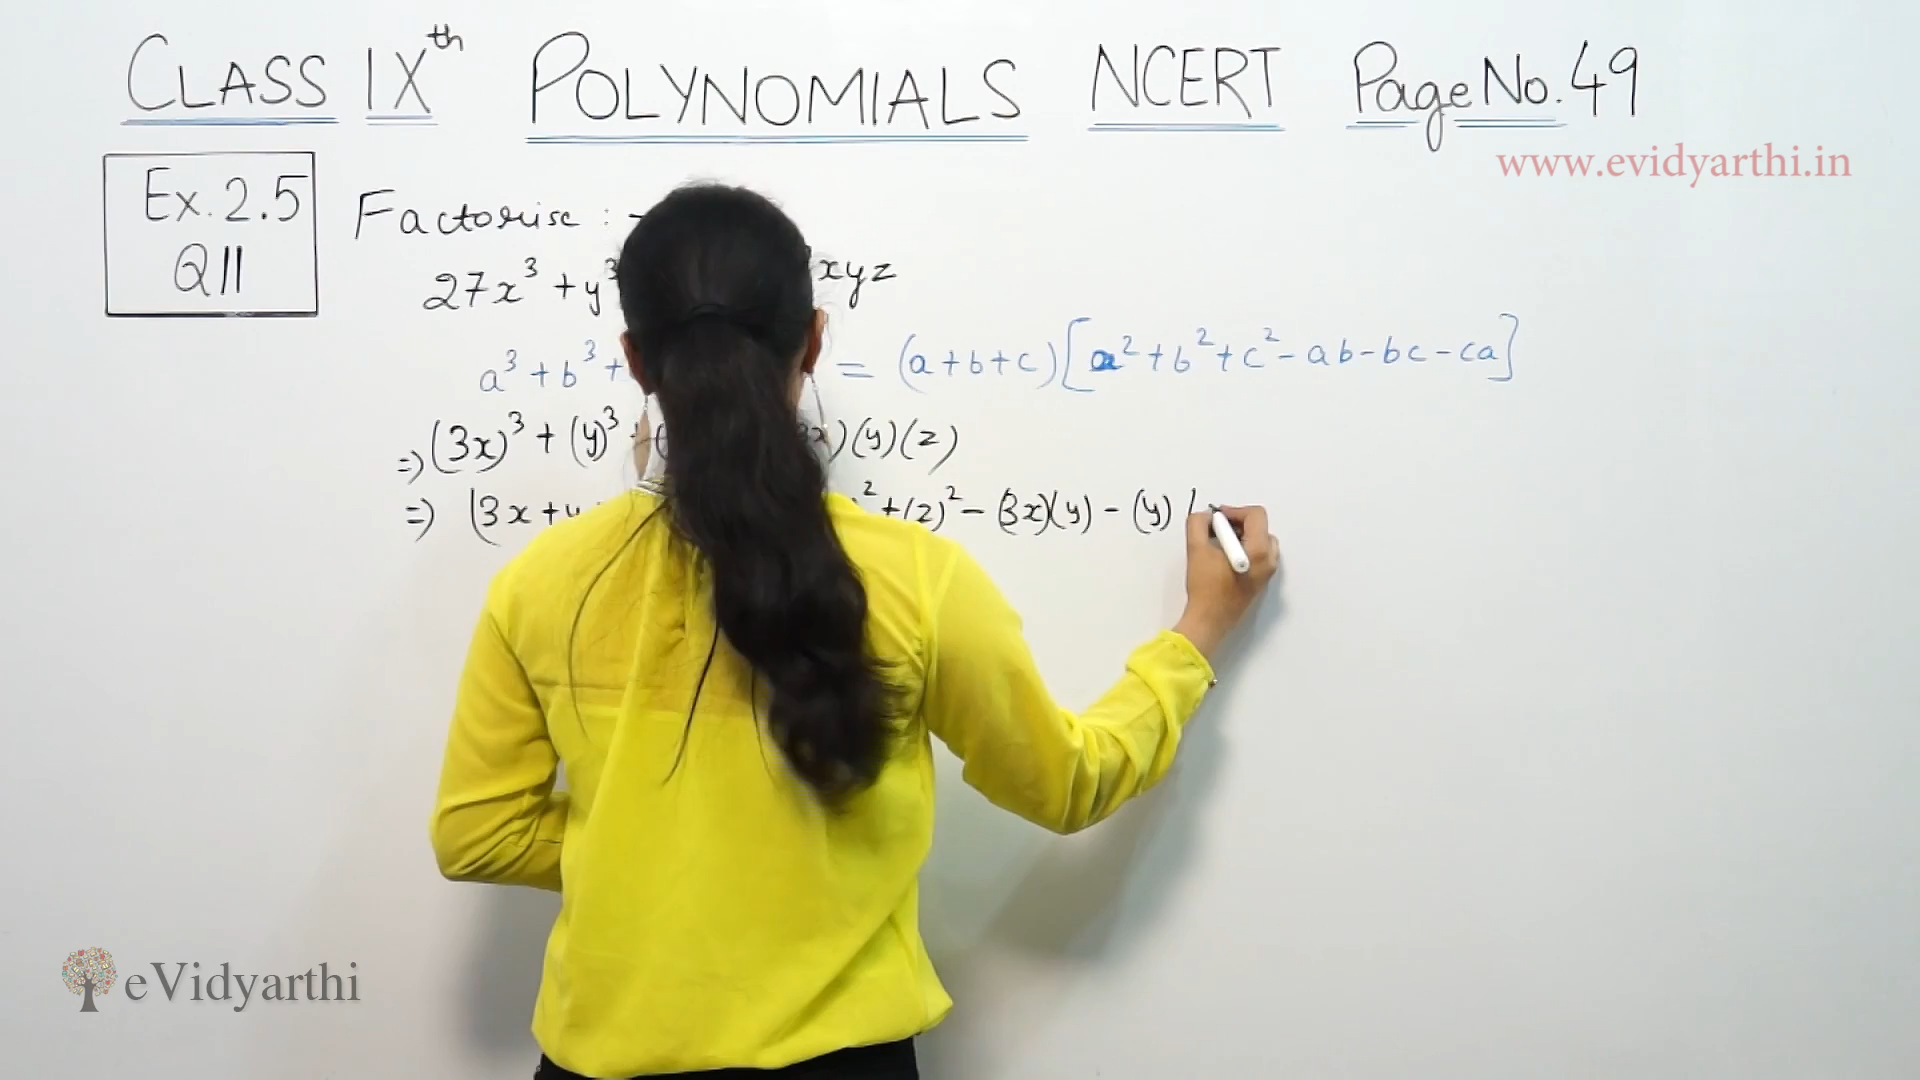 CLASS IXth POLYNOMIALS NCERT Page No. 49
www.evidyarthi.in
Ex. 2.5
Q11
Factorise : -
27x³ + y³ xyz
a³ + b³ + = (a+b+c) [a² + b² + c² - ab - bc - ca]
=> (3x)³ + (y)³ (y)(z)
=> (3x + y ² + (z)² - (3x)(y) - (y) (
eVidyarthi